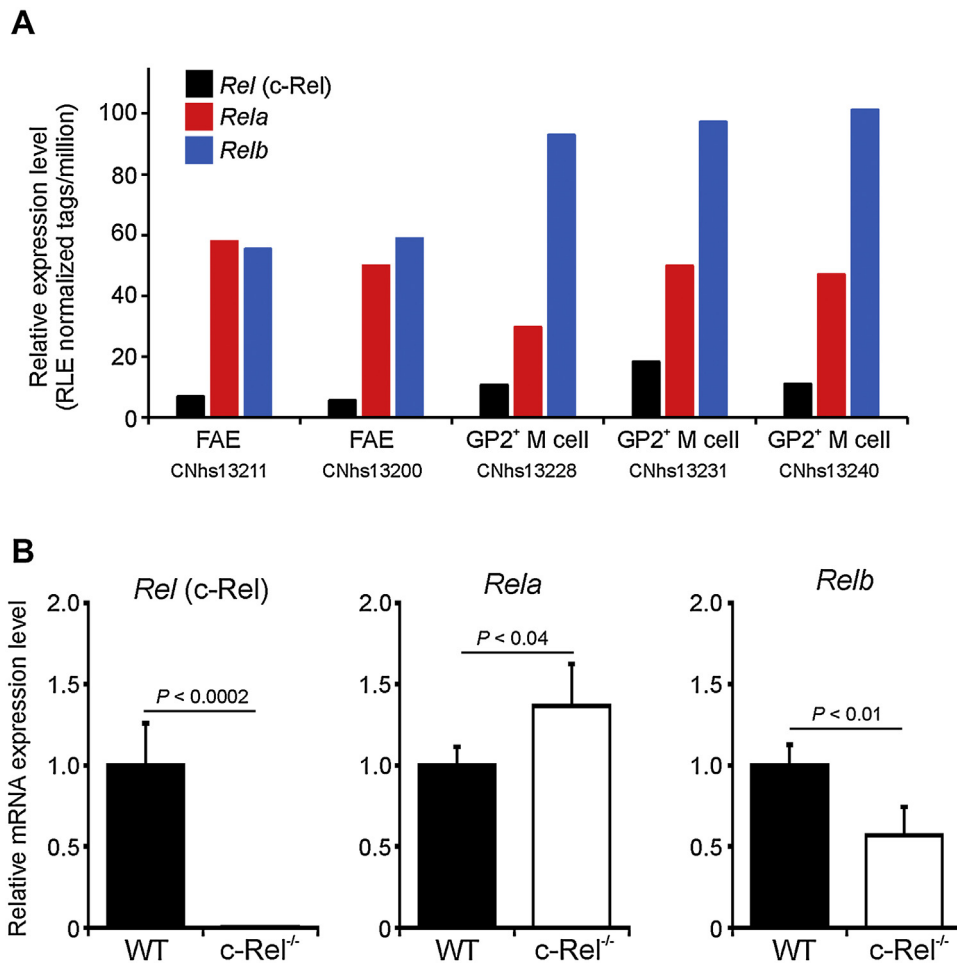 A
Relative expression level
(RLE normalized tags/million)
Rel (c-Rel)
Rela
Relb
100
80
60
40
20
0
FAE FAE GP2⁺ M cell GP2⁺ M cell GP2⁺ M cell
CNhs13211 CNhs13200 CNhs13228 CNhs13231 CNhs13240
B
Relative mRNA expression level
Rel (c-Rel)
2.0
1.5
1.0
0.5
0
P < 0.0002
WT c-Rel⁻/⁻
Rela
2.0
1.5
1.0
0.5
0
P < 0.04
WT c-Rel⁻/⁻
Relb
2.0
1.5
1.0
0.5
0
P < 0.01
WT c-Rel⁻/⁻